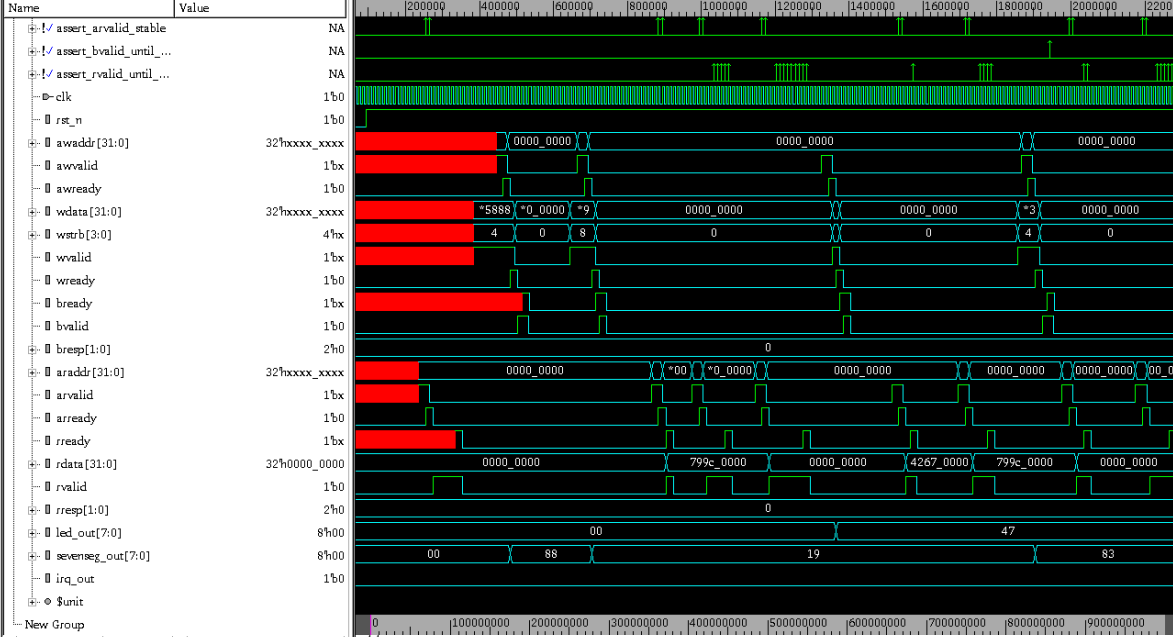 Name Value 200000 400000 600000 800000 1000000 1200000 1400000 1600000 1800000 2000000 2200
assert_arvalid_stable NA
assert_bvalid_until_... NA
assert_rvalid_until_... NA
clk 1'b0
rst_n 1'b0
awaddr[31:0] 32'hxxxx_xxxx 0000_0000 0000_0000 0000_0000
awvalid 1'bx
awready 1'b0
wdata[31:0] 32'hxxxx_xxxx *5888 *0_0000 *9 0000_0000 0000_0000 *3 0000_0000
wstrb[3:0] 4'hx 4 0 8 0 0 4 0
wvalid 1'bx
wready 1'b0
bready 1'bx
bvalid 1'b0
bresp[1:0] 2'h0 0
araddr[31:0] 32'hxxxx_xxxx 0000_0000 *00 *0_0000 0000_0000 0000_0000 0000_0000 00_0
arvalid 1'bx
arready 1'b0
rready 1'bx
rdata[31:0] 32'h0000_0000 0000_0000 799c_0000 0000_0000 4267_0000 799c_0000 0000_0000
rvalid 1'b0
rresp[1:0] 2'h0 0
led_out[7:0] 8'h00 00 47
sevenseg_out[7:0] 8'h00 00 88 19 83
irq_out 1'b0
$unit
New Group 0 100000000 200000000 300000000 400000000 500000000 600000000 700000000 800000000 900000000